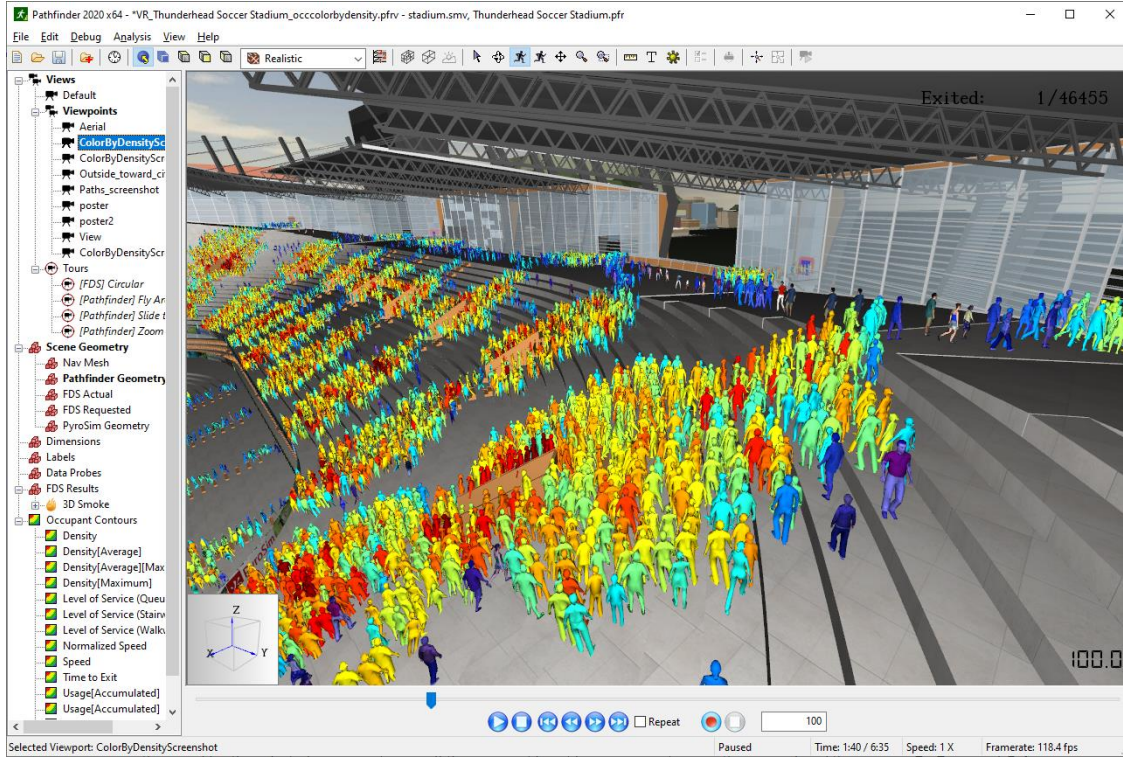 Pathfinder 2020 x64 - *VR_Thunderhead Soccer Stadium_occcolorbydensity.pfrv - stadium.smv, Thunderhead Soccer Stadium.pfr
File Edit Debug Analysis View Help
Realistic
Views
Default
Viewpoints
Aerial
ColorByDensitySc
ColorByDensityScr
Outside_toward_ci
Paths_screenshot
poster
poster2
View
ColorByDensityScr
Tours
[FDS] Circular
[Pathfinder] Fly Ar
[Pathfinder] Slide t
[Pathfinder] Zoom
Scene Geometry
Nav Mesh
Pathfinder Geometry
FDS Actual
FDS Requested
PyroSim Geometry
Dimensions
Labels
Data Probes
FDS Results
3D Smoke
Occupant Contours
Density
Density[Average]
Density[Average][Max
Density[Maximum]
Level of Service (Queu
Level of Service (Stairw
Level of Service (Walkw
Normalized Speed
Speed
Time to Exit
Usage[Accumulated]
Usage[Accumulated]
Exited: 1/46455
Z
X Y
100.0
Repeat
100
Selected Viewport: ColorByDensityScreenshot
Paused
Time: 1:40 / 6:35
Speed: 1 X
Framerate: 118.4 fps